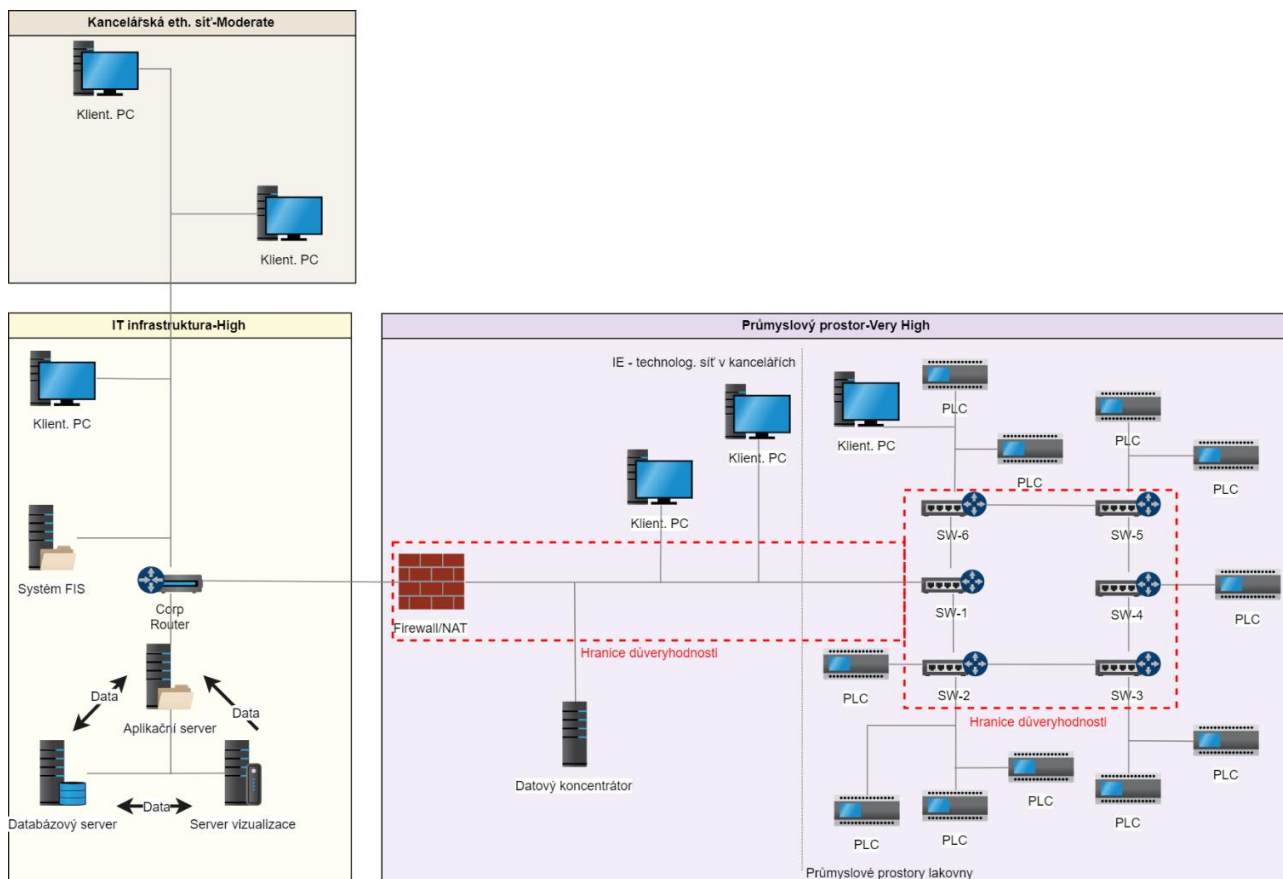 Kancelářská eth. síť-Moderate
Klient. PC
Klient. PC
IT infrastruktura-High
Klient. PC
Systém FIS
Corp
Router
Data
Data
Aplikační server
Data
Databázový server
Server vizualizace
Průmyslový prostor-Very High
IE - technolog. síť v kancelářích
Klient. PC
Klient. PC
Firewall/NAT
Hranice důveryhodnosti
Datový koncentrátor
Klient. PC
PLC
PLC
PLC
PLC
SW-6
SW-5
SW-1
SW-4
PLC
PLC
SW-2
SW-3
Hranice důveryhodnosti
PLC
PLC
PLC
PLC
PLC
Průmyslové prostory lakovny